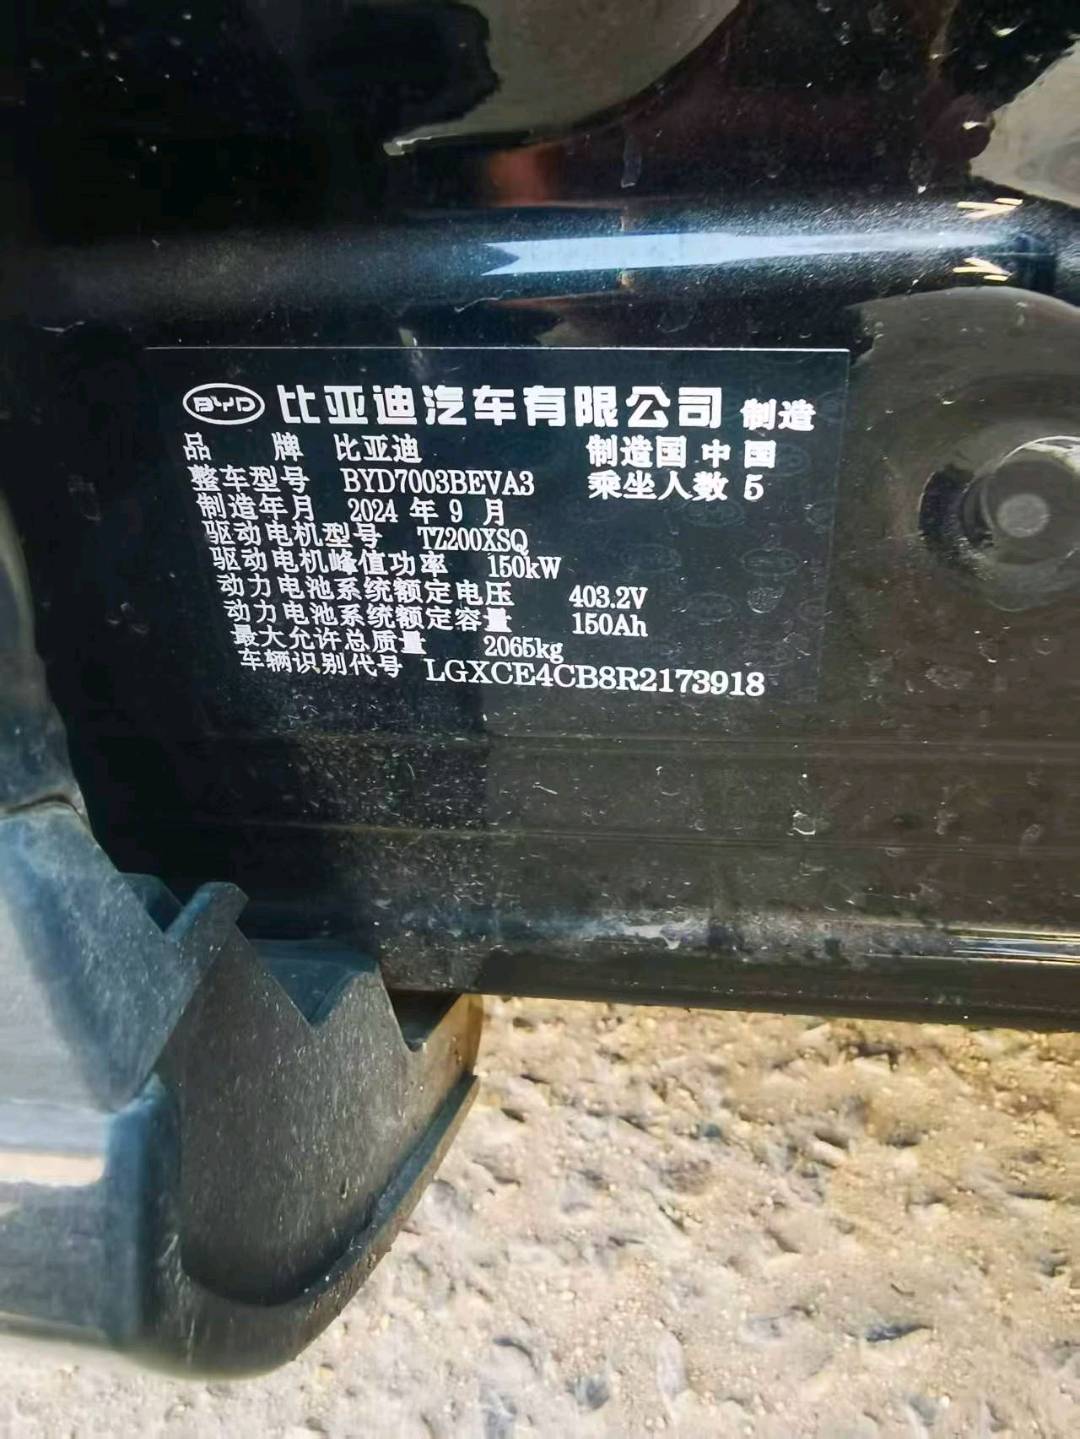 BYD 比亚迪汽车有限公司 制造
品 牌 比亚迪 制造国 中国
整车型号 BYD7003BEVA3 乘坐人数 5
制造年月 2024 年 9 月
驱动电机型号 TZ200XSQ
驱动电机峰值功率 150kW
动力电池系统额定电压 403.2V
动力电池系统额定容量 150Ah
最大允许总质量 2065kg
车辆识别代号 LGXCE4CB8R2173918